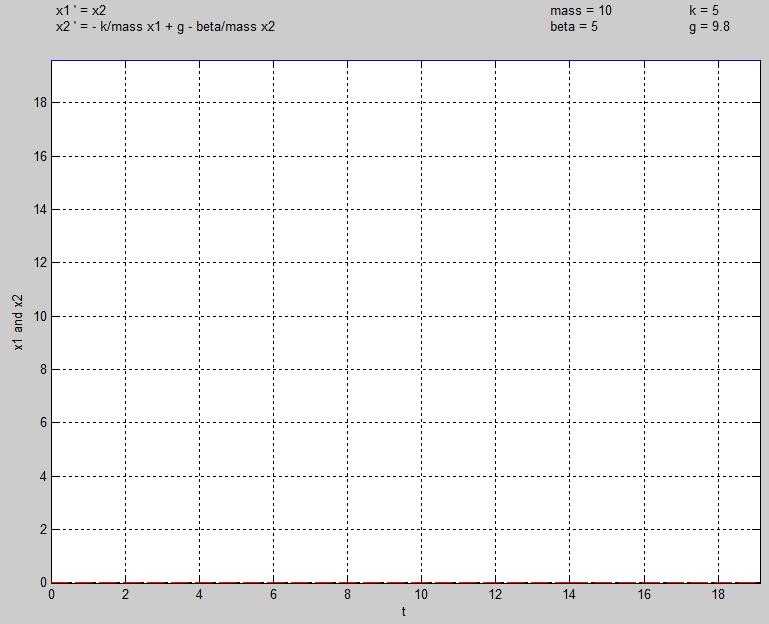 x1 ' = x2
x2 ' = - k/mass x1 + g - beta/mass x2
mass = 10
beta = 5
k = 5
g = 9.8
x1 and x2
18
16
14
12
10
8
6
4
2
0
0 2 4 6 8 10 12 14 16 18
t